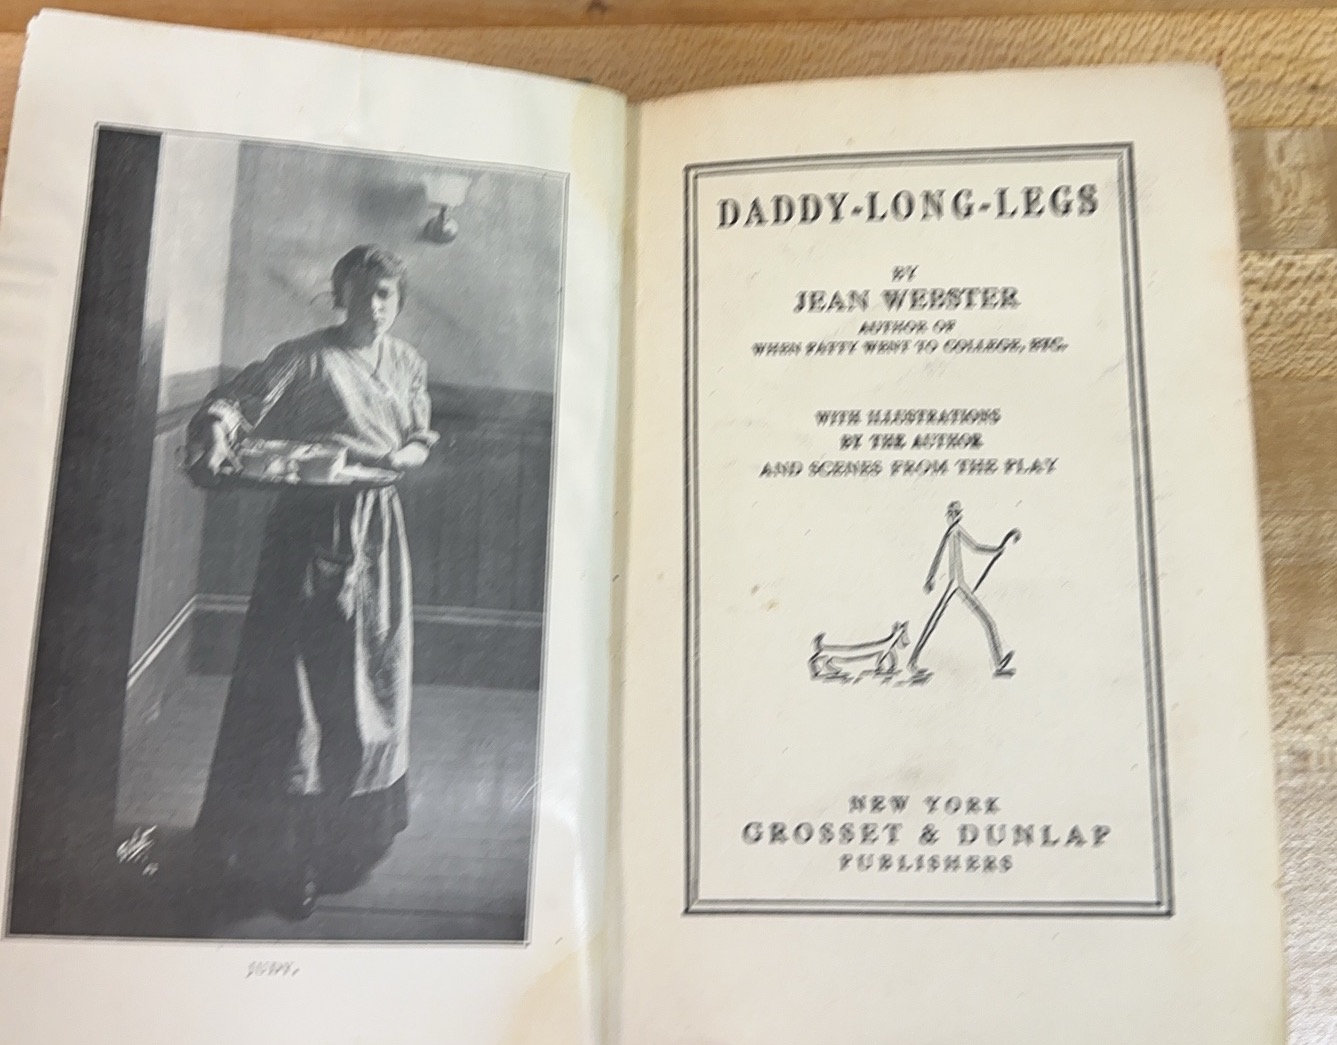 JUDY.
DADDY-LONG-LEGS
BY
JEAN WEBSTER
AUTHOR OF
WHEN PATTY WENT TO COLLEGE, ETC.
WITH ILLUSTRATIONS
BY THE AUTHOR
AND SCENES FROM THE PLAY
NEW YORK
GROSSET & DUNLAP
PUBLISHERS